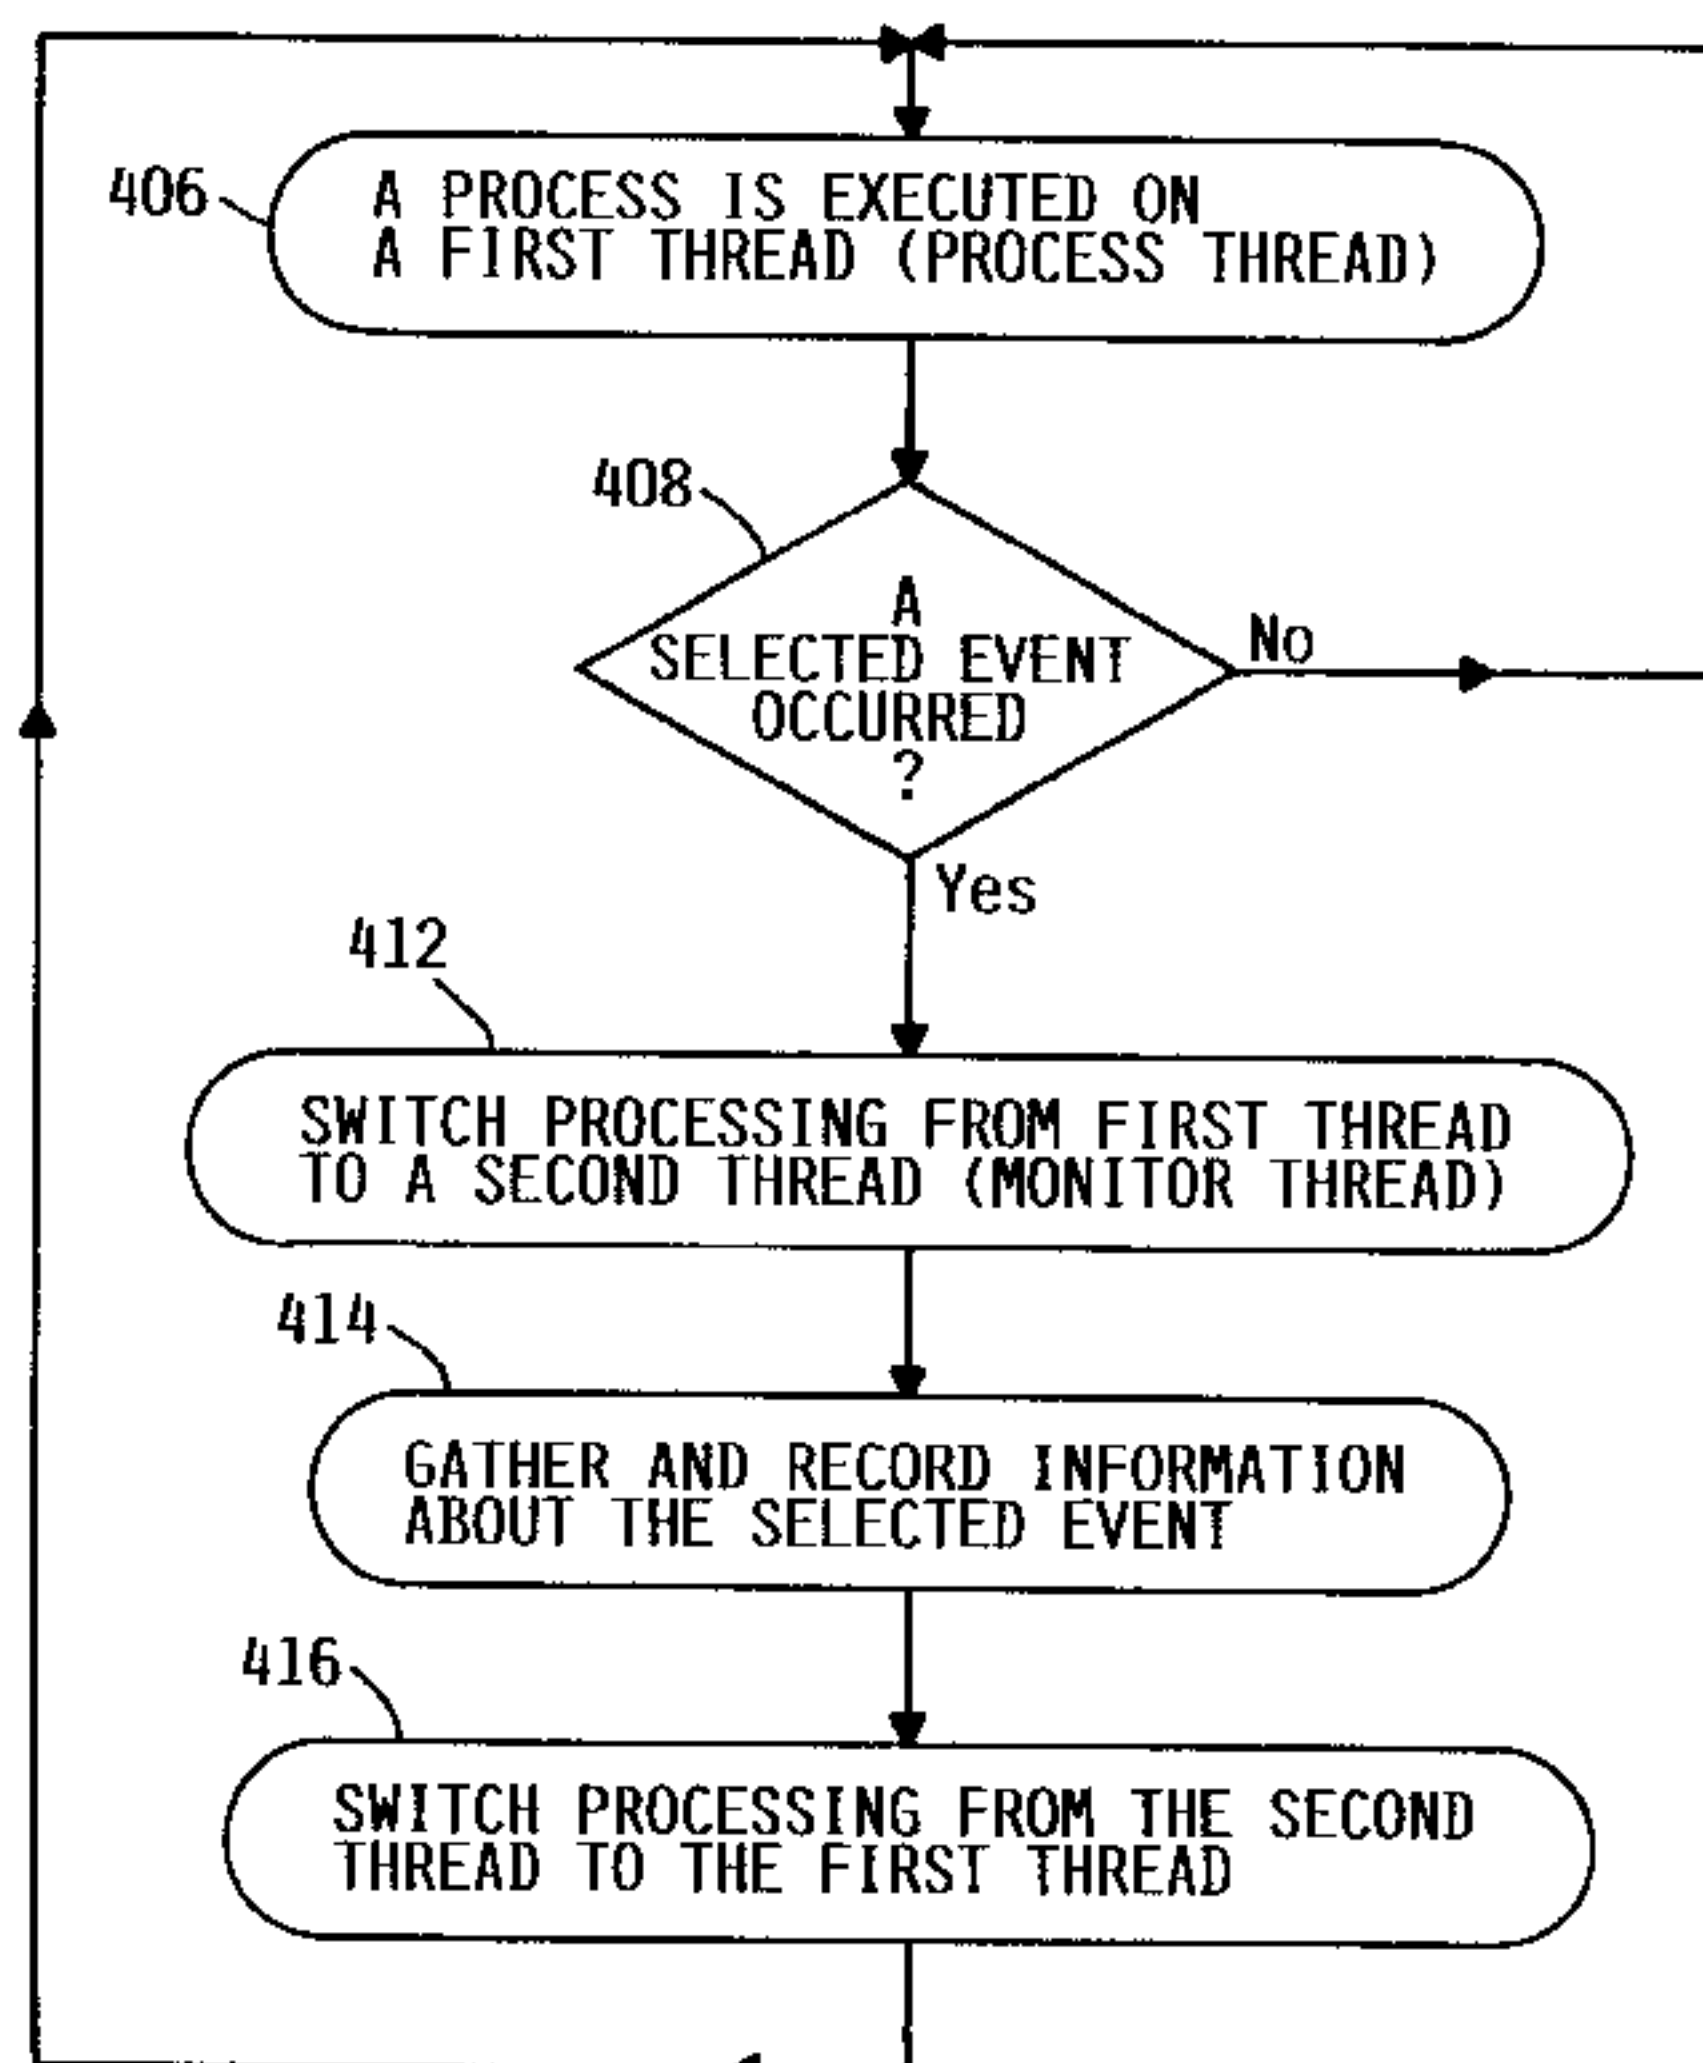 406
A PROCESS IS EXECUTED ON
A FIRST THREAD (PROCESS THREAD)
408
A
SELECTED EVENT
OCCURRED
?
No
Yes
412
SWITCH PROCESSING FROM FIRST THREAD
TO A SECOND THREAD (MONITOR THREAD)
414
GATHER AND RECORD INFORMATION
ABOUT THE SELECTED EVENT
416
SWITCH PROCESSING FROM THE SECOND
THREAD TO THE FIRST THREAD